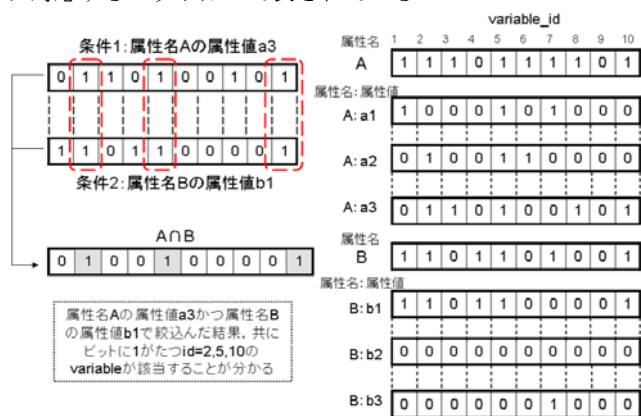 条件1:属性名Aの属性値a3
0 1 1 0 1 0 0 1 0 1
1 1 0 1 1 0 0 0 0 1
条件2:属性名Bの属性値b1
A∩B
0 1 0 0 1 0 0 0 0 1
属性名Aの属性値a3かつ属性名B
の属性値b1で絞込んだ結果，共に
ビットに1がたつid=2,5,10の
variableが該当することが分かる
variable_id
属性名 1 2 3 4 5 6 7 8 9 10
A 1 1 1 0 1 1 1 1 0 1
属性名:属性値
A: a1 1 0 0 0 1 0 1 0 0 0
A: a2 0 1 0 0 1 1 0 0 0 0
A: a3 0 1 1 0 1 0 0 1 0 1
属性名
B 1 1 0 1 1 0 1 0 0 1
属性名:属性値
B: b1 1 1 0 1 1 0 0 0 0 1
B: b2 0 0 0 0 0 0 0 0 0 0
B: b3 0 0 0 0 0 0 1 0 0 0